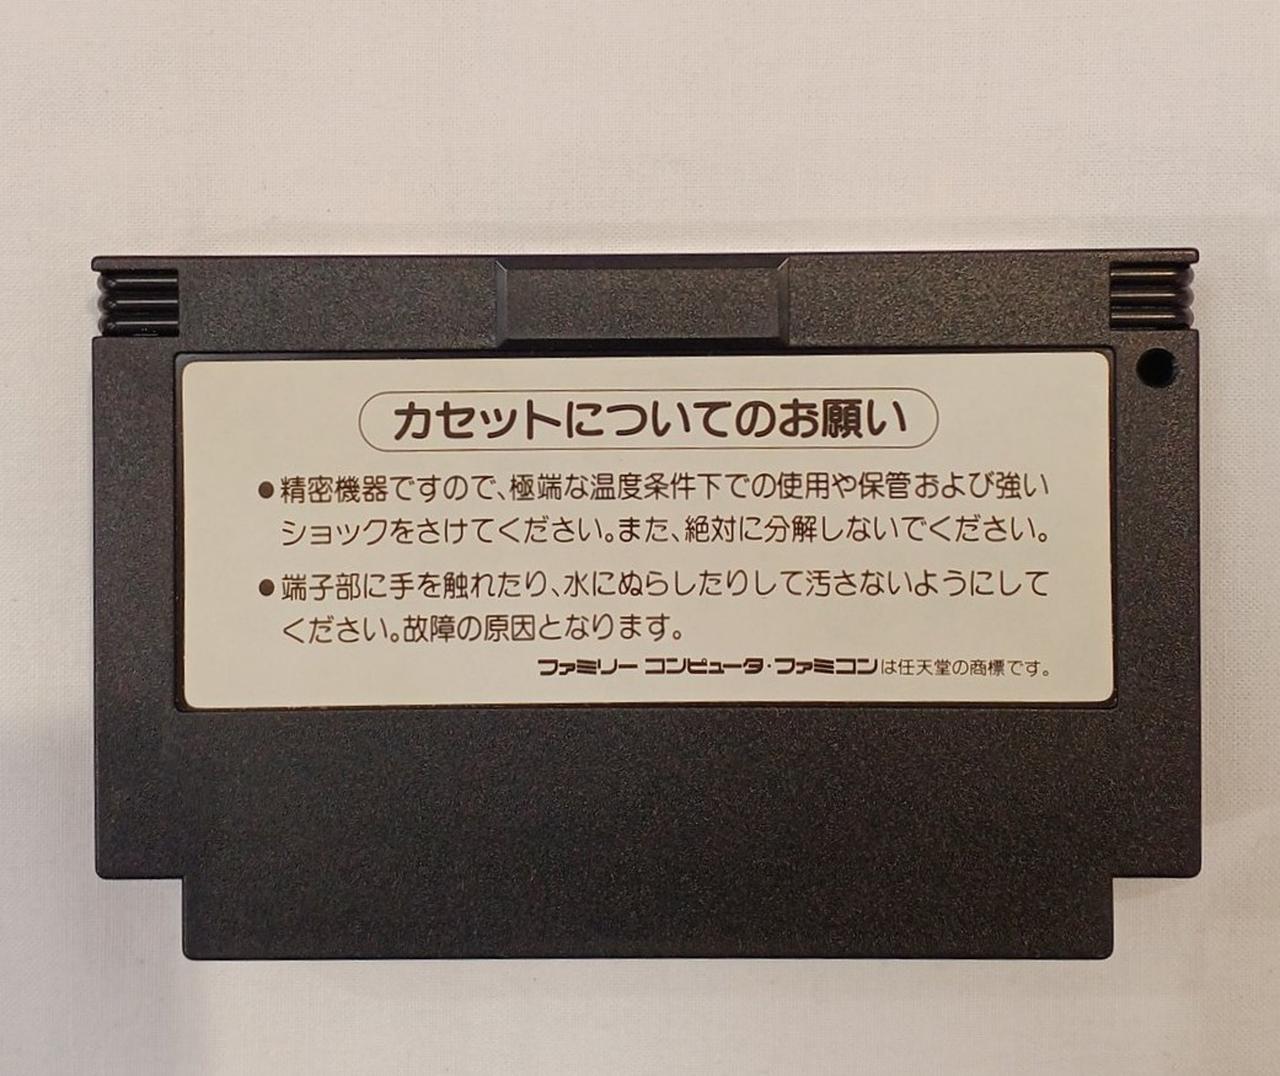 カセットについてのお願い
●精密機器ですので、極端な温度条件下での使用や保管および強い
ショックをさけてください。また、絶対に分解しないでください。
●端子部に手を触れたり、水にぬらしたりして汚さないようにして
ください。故障の原因となります。
ファミリー コンピュータ・ファミコンは任天堂の商標です。